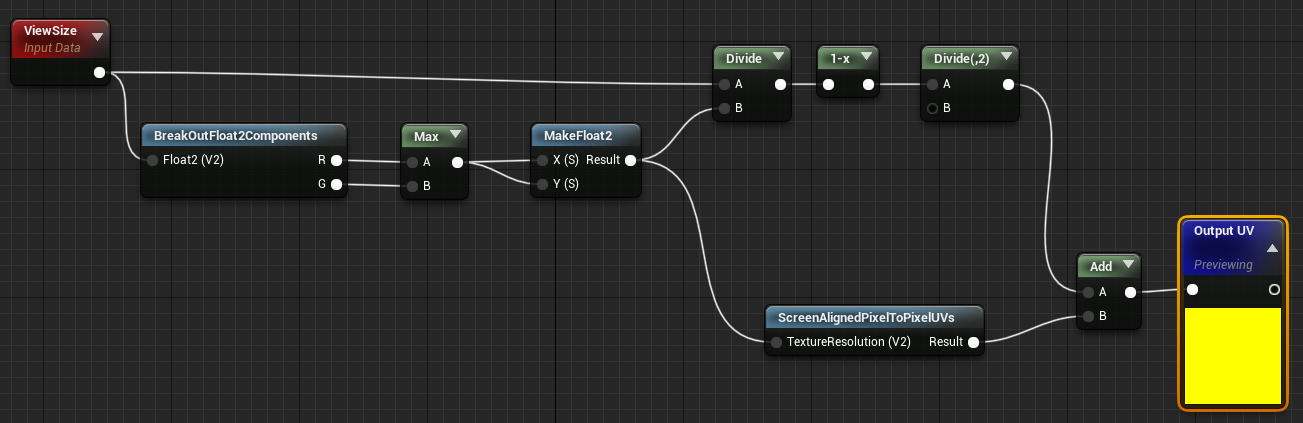 ViewSize
Input Data
BreakOutFloat2Components
Float2 (V2) R
G
Max
A
B
MakeFloat2
X (S) Result
Y (S)
Divide
A
B
1-x
Divide(,2)
A
B
ScreenAlignedPixelToPixelUVs
TextureResolution (V2) Result
Add
A
B
Output UV
Previewing